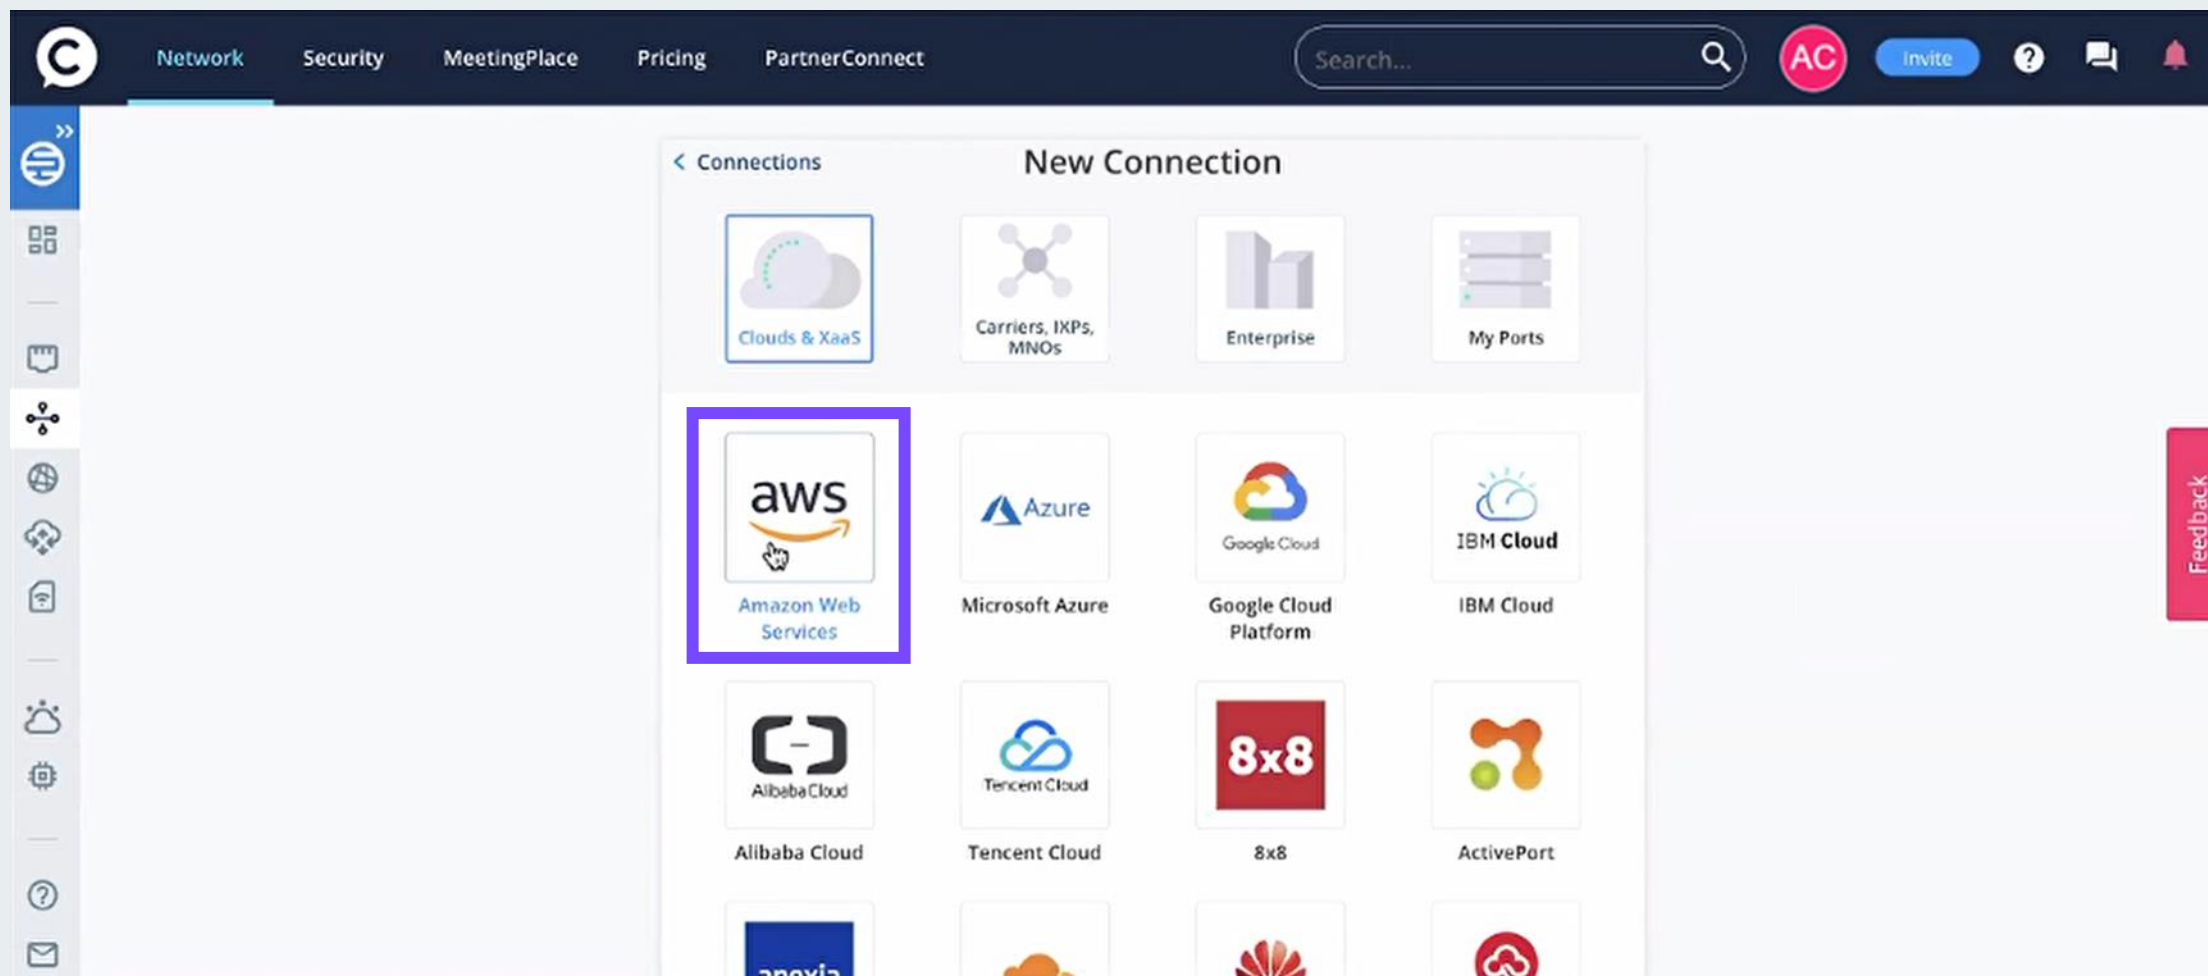 C Network Security MeetingPlace Pricing PartnerConnect Search... AC Invite
Connections New Connection
Clouds & XaaS Carriers, IXPs, Enterprise My Ports
MNOs
aws Azure Google Cloud IBM Cloud
Amazon Web Microsoft Azure Google Cloud IBM Cloud
Services Platform
Feedback
Alibaba Cloud Tencent Cloud 8x8
Alibaba Cloud Tencent Cloud 8x8 ActivePort
anexia